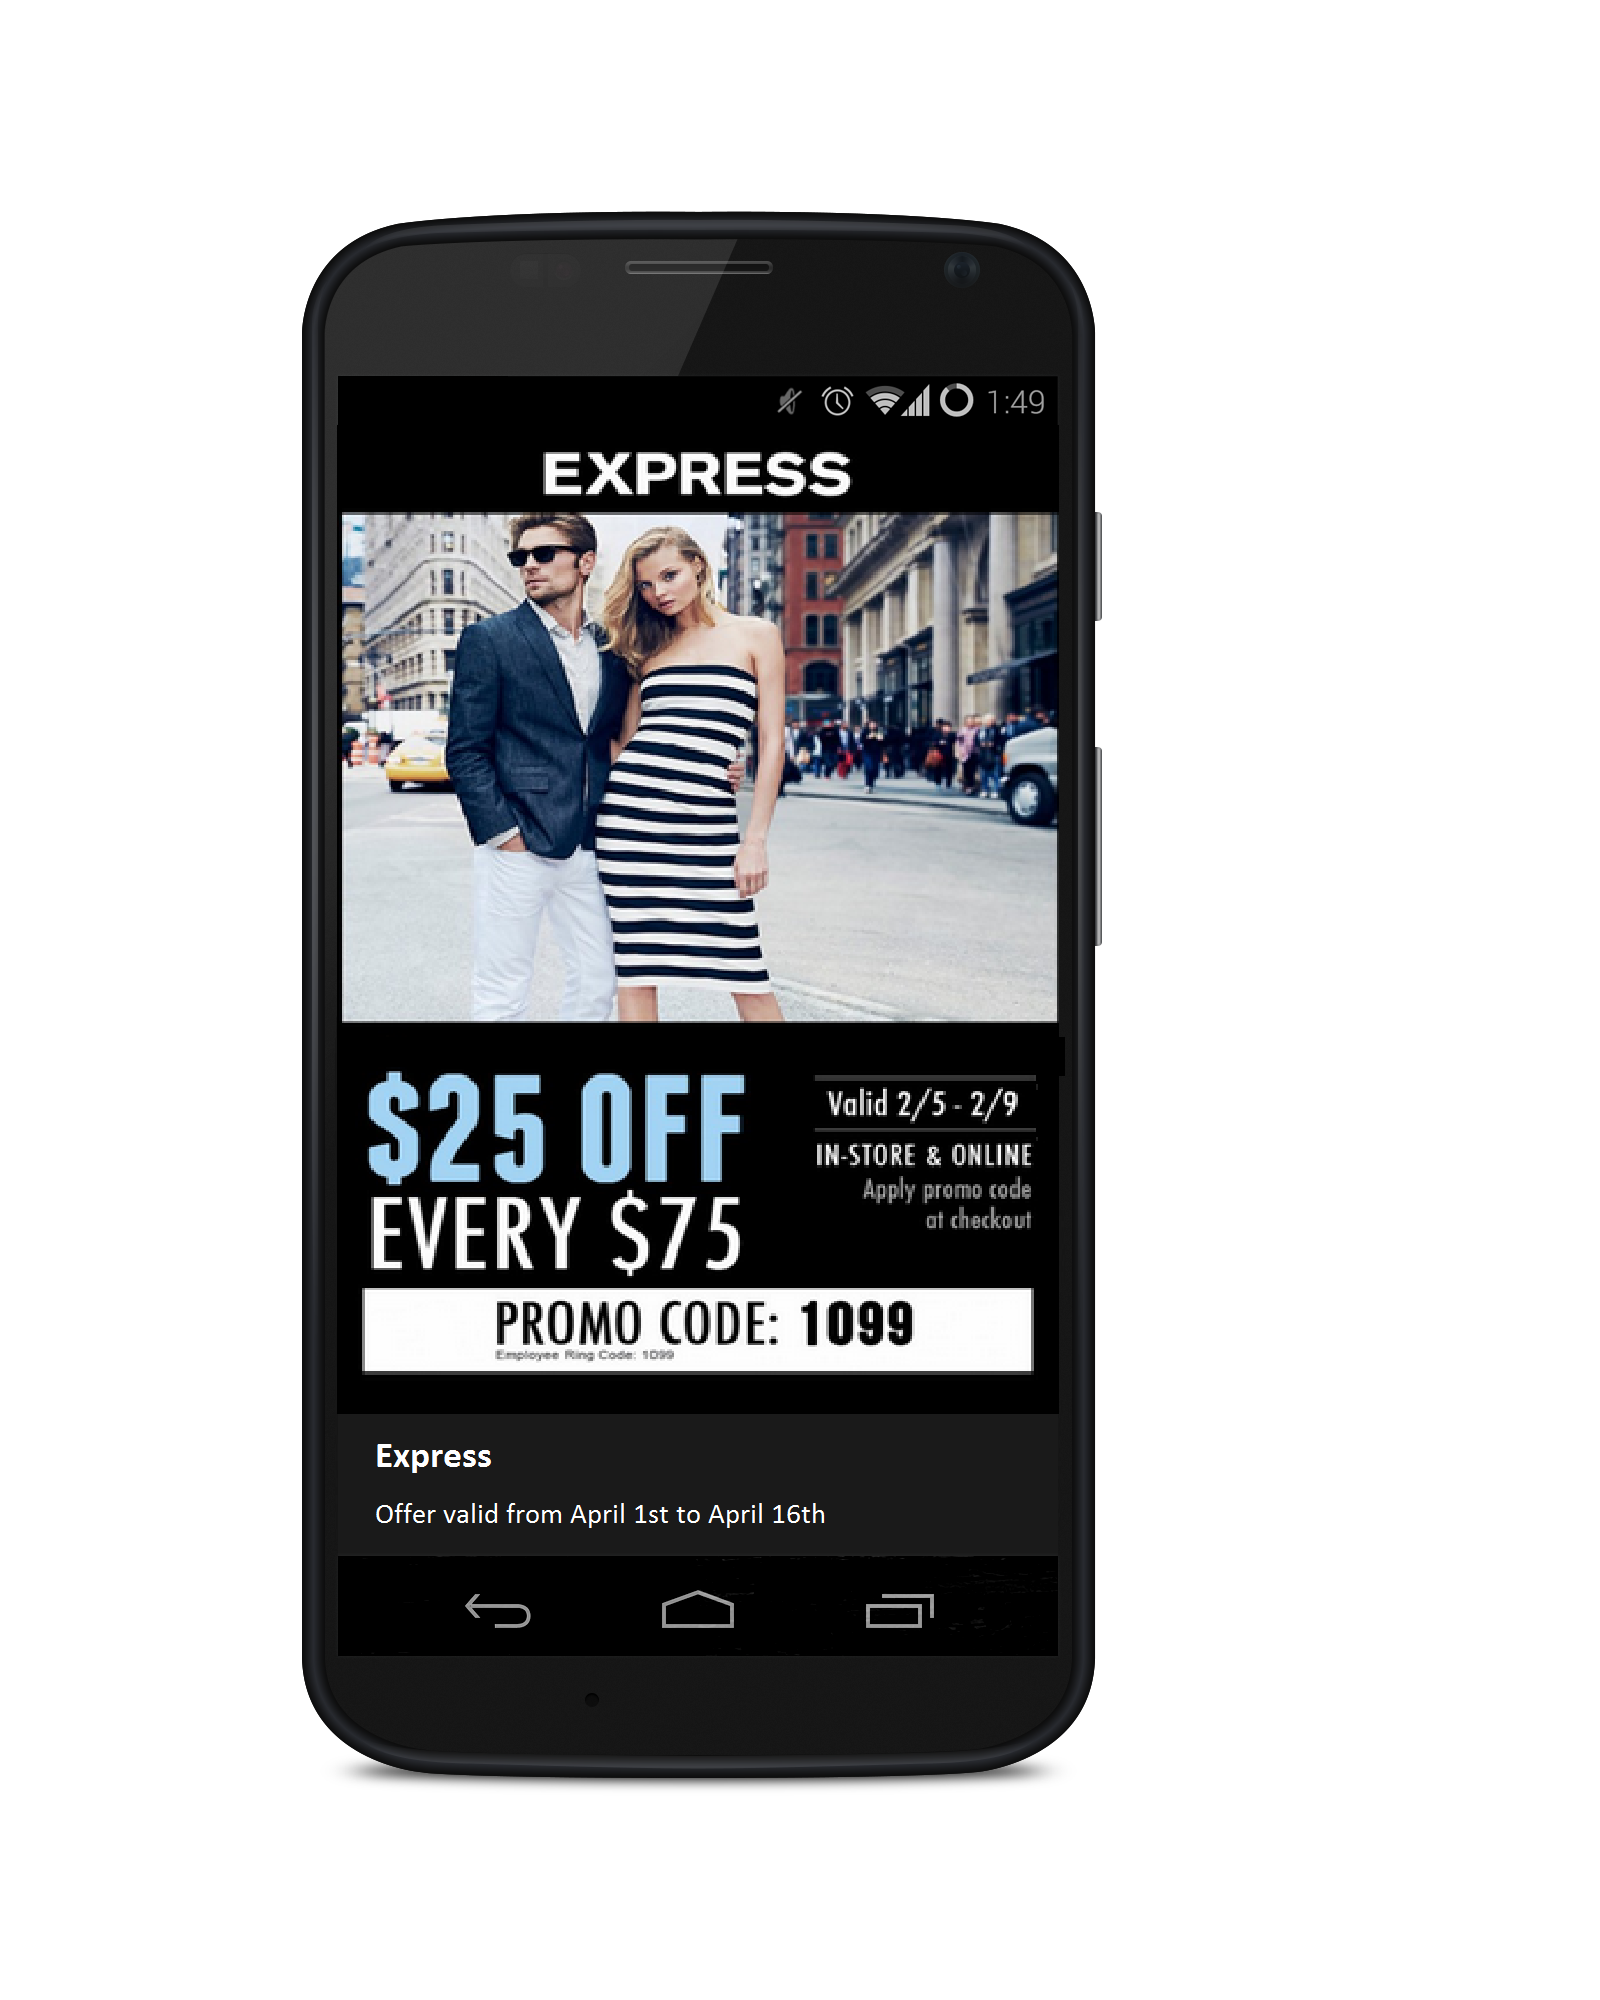 1:49
EXPRESS
$25 OFF
EVERY $75
Valid 2/5 - 2/9
IN-STORE & ONLINE
Apply promo code
at checkout
PROMO CODE: 1099
Employee Ring Code: 1099
Express
Offer valid from April 1st to April 16th